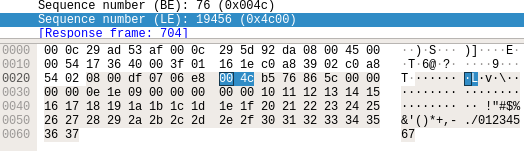 Sequence number (BE): 76 (0x004c)
Sequence number (LE): 19456 (0x4c00)
[Response frame: 704]
0000 00 0c 29 ad 53 af 00 0c 29 5d 92 da 08 00 45 00 ··)·S··· )]····E·
0010 00 54 17 36 40 00 3f 01 16 1e c0 a8 39 02 c0 a8 ·T·6@·?· ····9···
0020 54 02 08 00 df 07 06 e8 00 4c b5 76 86 5c 00 00 T······· ·L·v·\··
0030 00 00 0e 1e 09 00 00 00 00 00 10 11 12 13 14 15 ········ ········
0040 16 17 18 19 1a 1b 1c 1d 1e 1f 20 21 22 23 24 25 ········ ·· !"#$%
0050 26 27 28 29 2a 2b 2c 2d 2e 2f 30 31 32 33 34 35 &'()*+,- ./012345
0060 36 37 67